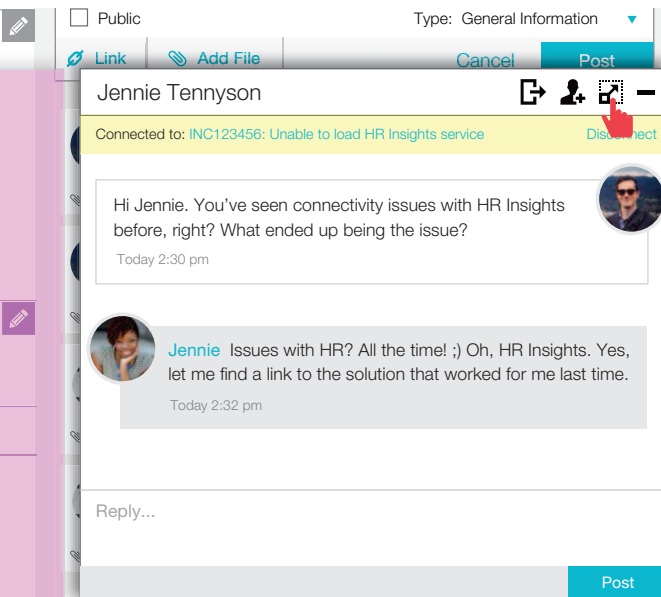 Public
Type: General Information
Link
Add File
Cancel
Post
Jennie Tennyson
Connected to: INC123456: Unable to load HR Insights service
Disconnect
Hi Jennie. You’ve seen connectivity issues with HR Insights
before, right? What ended up being the issue?
Today 2:30 pm
Jennie Issues with HR? All the time! ;) Oh, HR Insights. Yes,
let me find a link to the solution that worked for me last time.
Today 2:32 pm
Reply...
Post